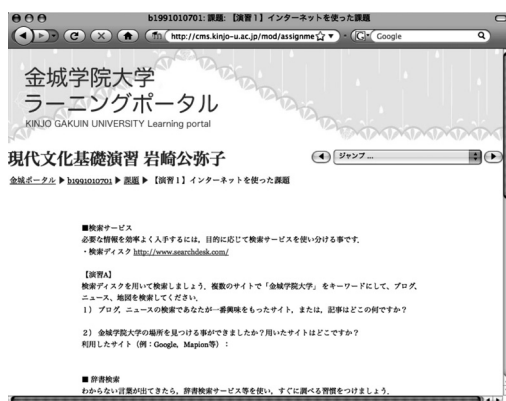 b1991010701: 課題: 【演習1】インターネットを使った課題
http://cms.kinjo-u.ac.jp/mod/assignme
Google
金城学院大学
ラーニングポータル
KINJO GAKUIN UNIVERSITY Learning portal
現代文化基礎演習 岩崎公弥子
ジャンプ...
金城ポータル ▶ b1991010701 ▶ 課題 ▶ 【演習1】インターネットを使った課題
■検索サービス
必要な情報を効率よく入手するには、目的に応じて検索サービスを使い分ける事です.
・検索ディスク http://www.searchdesk.com/
【演習A】
検索ディスクを用いて検索しましょう. 複数のサイトで「金城学院大学」 をキーワードにして、ブログ,
ニュース、地図を検索してください.
1) ブログ, ニュースの検索であなたが一番興味をもったサイト、または、記事はどこの何ですか?
2) 金城学院大学の場所を見つける事ができましたか?用いたサイトはどこですか?
利用したサイト (例:Google, Mapion等) :
■ 辞書検索
わからない言葉が出てきたら, 辞書検索サービス等を使い, すぐに調べる習慣をつけましょう.